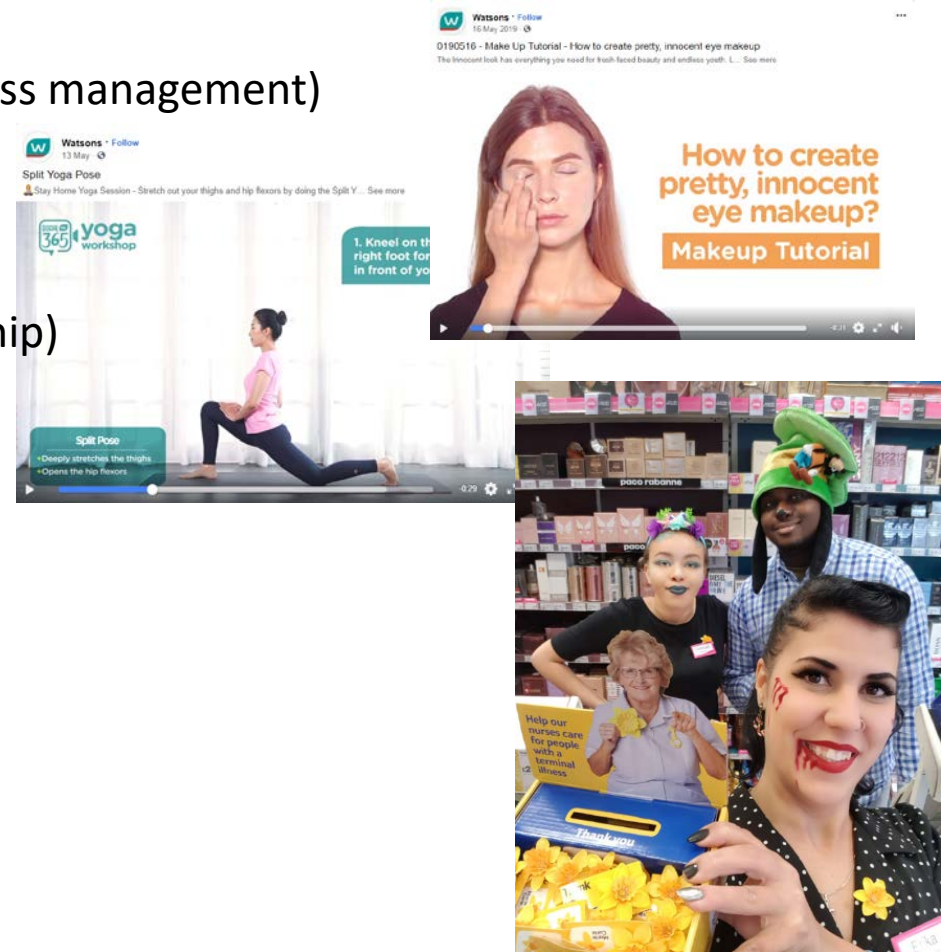 ss management)
Watsons · Follow
13 May ·
Split Yoga Pose
Stay Home Yoga Session - Stretch out your thighs and hip flexors by doing the Split Y... See more
365
yoga
workshop
1. Kneel on th
right foot for
in front of yo
Split Pose
+Deeply stretches the thighs
+Opens the hip flexors
-0:29
hip)
Watsons · Follow
16 May 2019 ·
0190516 - Make Up Tutorial - How to create pretty, innocent eye makeup
The Innocent look has everything you need for fresh faced beauty and endless youth. L... See more
How to create
pretty, innocent
eye makeup?
Makeup Tutorial
paco rabanne
paco
DIESEL
Help our
nurses care
for people
with a
terminal
illness
Thank you